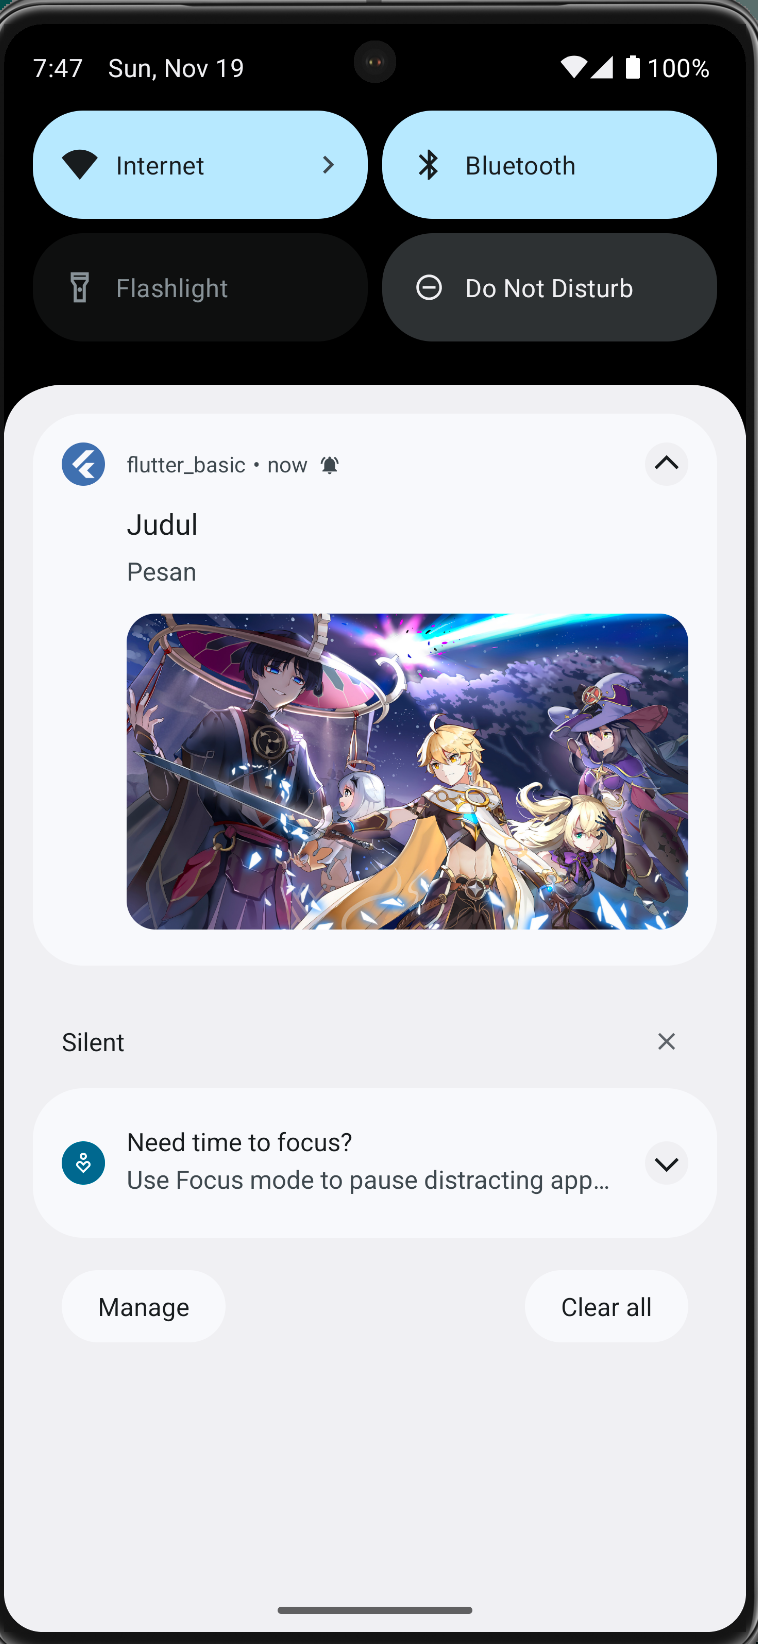 7:47 Sun, Nov 19 100%
Internet Bluetooth
Flashlight Do Not Disturb
flutter_basic • now
Judul
Pesan
Silent
Need time to focus?
Use Focus mode to pause distracting app…
Manage Clear all